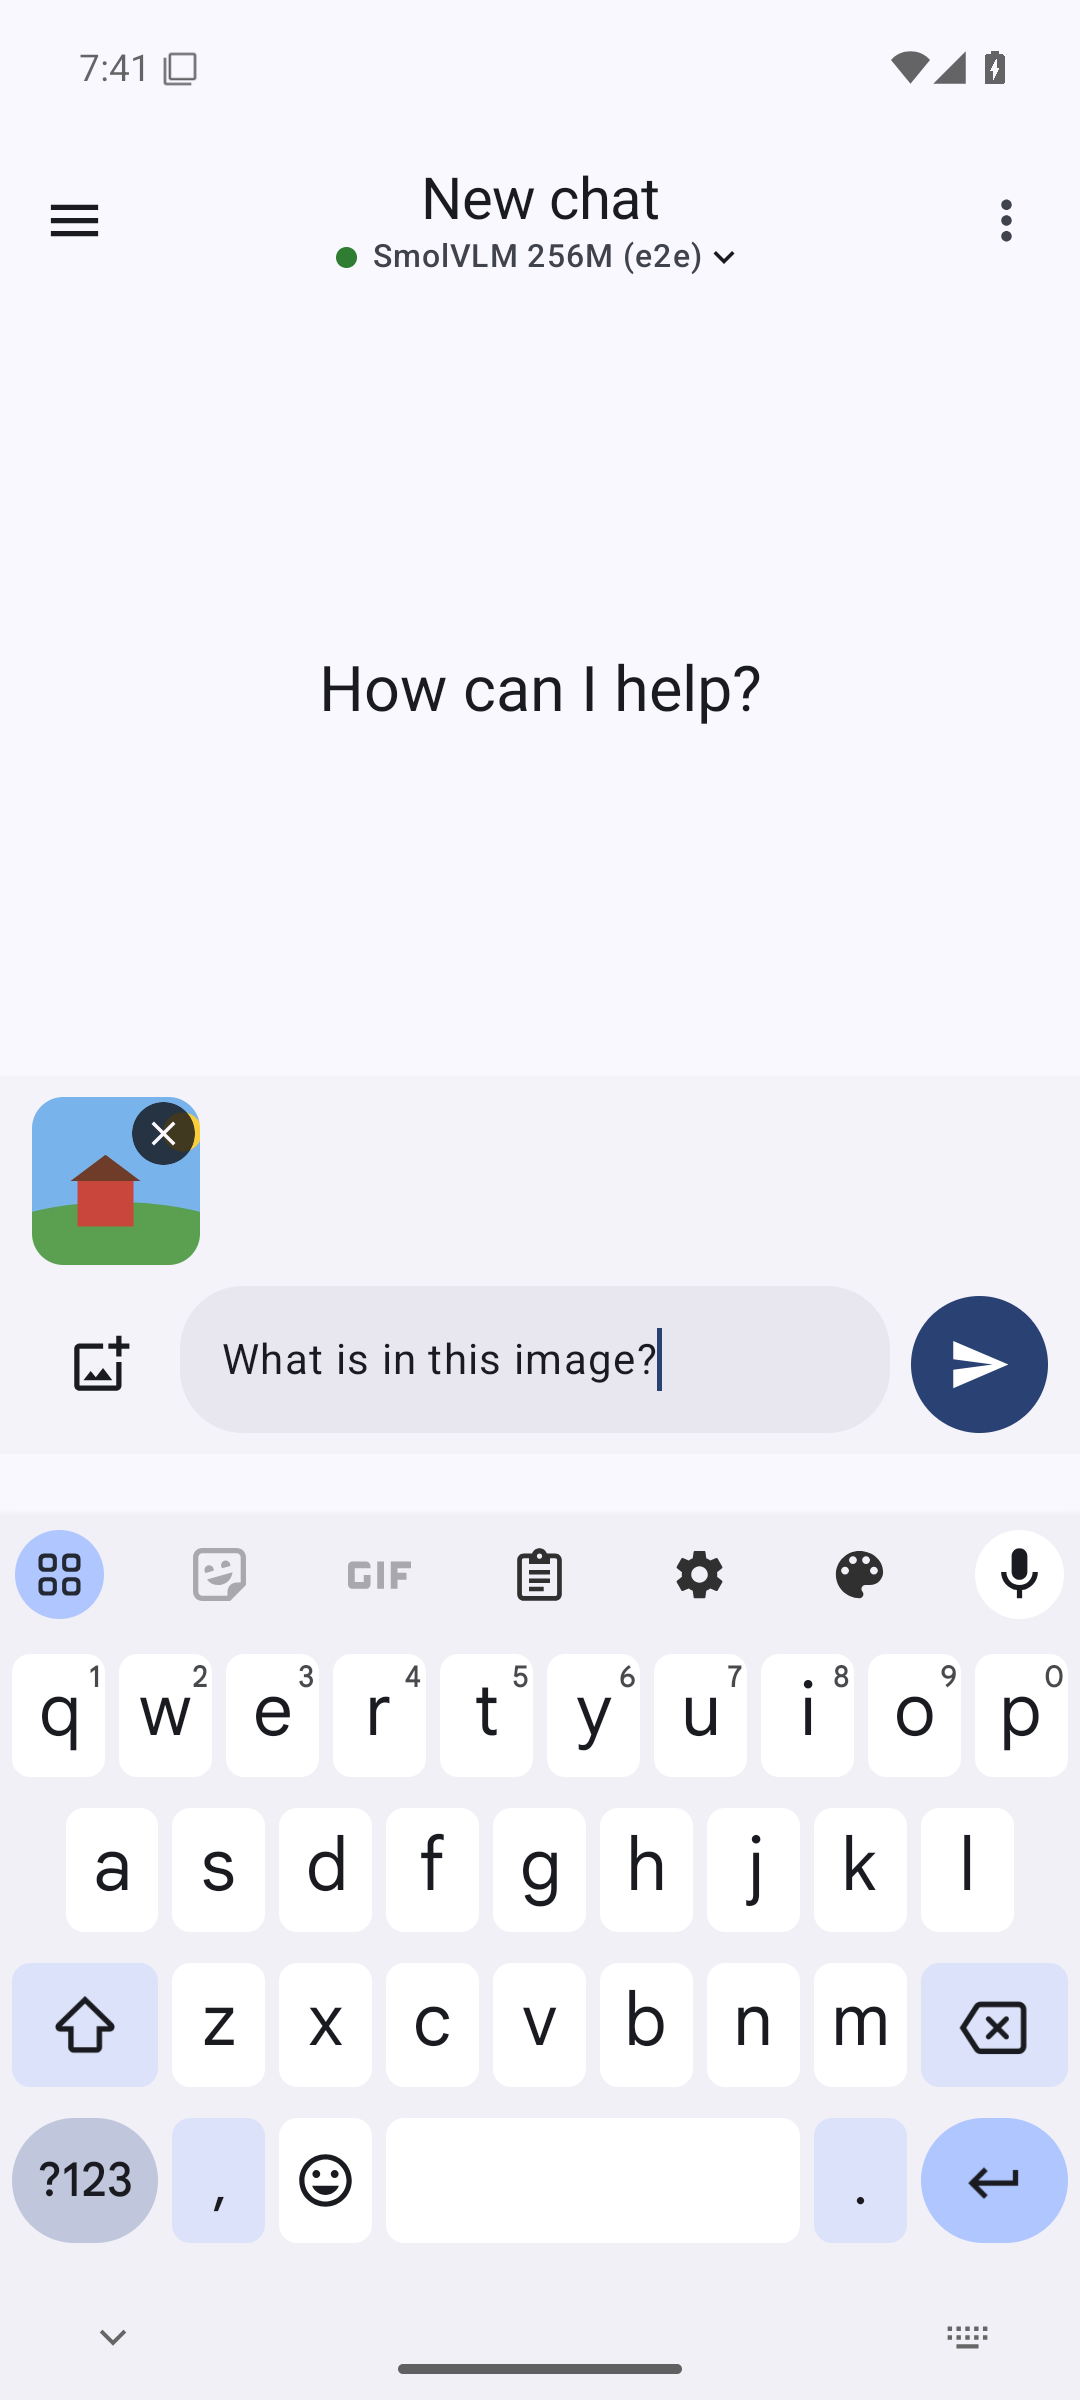 7:41
New chat
SmolVLM 256M (e2e)
How can I help?
What is in this image?
GIF
q 1 w 2 e 3 r 4 t 5 y 6 u 7 i 8 o 9 p 0
a s d f g h j k l
z x c v b n m
?123 , .